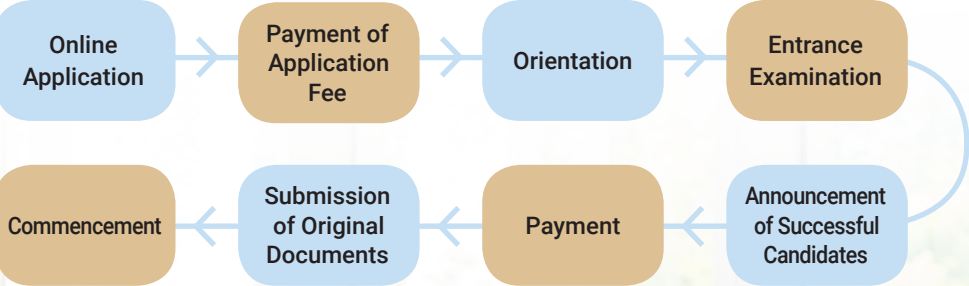 Online
Application
Payment of
Application
Fee
Orientation
Entrance
Examination
Announcement
of Successful
Candidates
Payment
Submission
of Original
Documents
Commencement